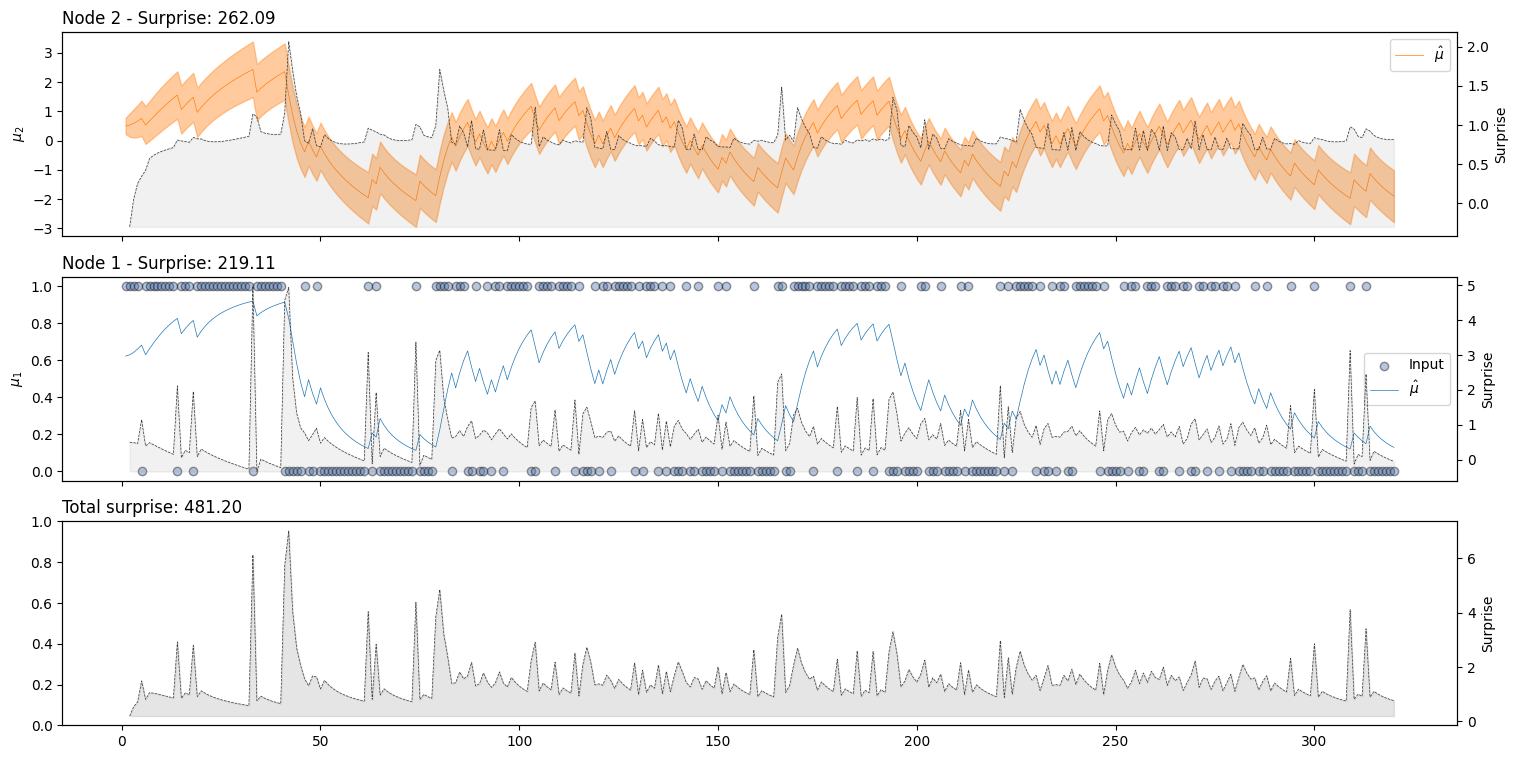 Node 2 - Surprise: 262.09
3
2
1
0
−1
−2
−3
μ2
2.0
1.5
1.0
0.5
0.0
Surprise
μ̂
Node 1 - Surprise: 219.11
1.0
0.8
0.6
0.4
0.2
0.0
μ1
5
4
3
2
1
0
Surprise
Input
μ̂
Total surprise: 481.20
1.0
0.8
0.6
0.4
0.2
0.0
6
4
2
0
Surprise
0 50 100 150 200 250 300